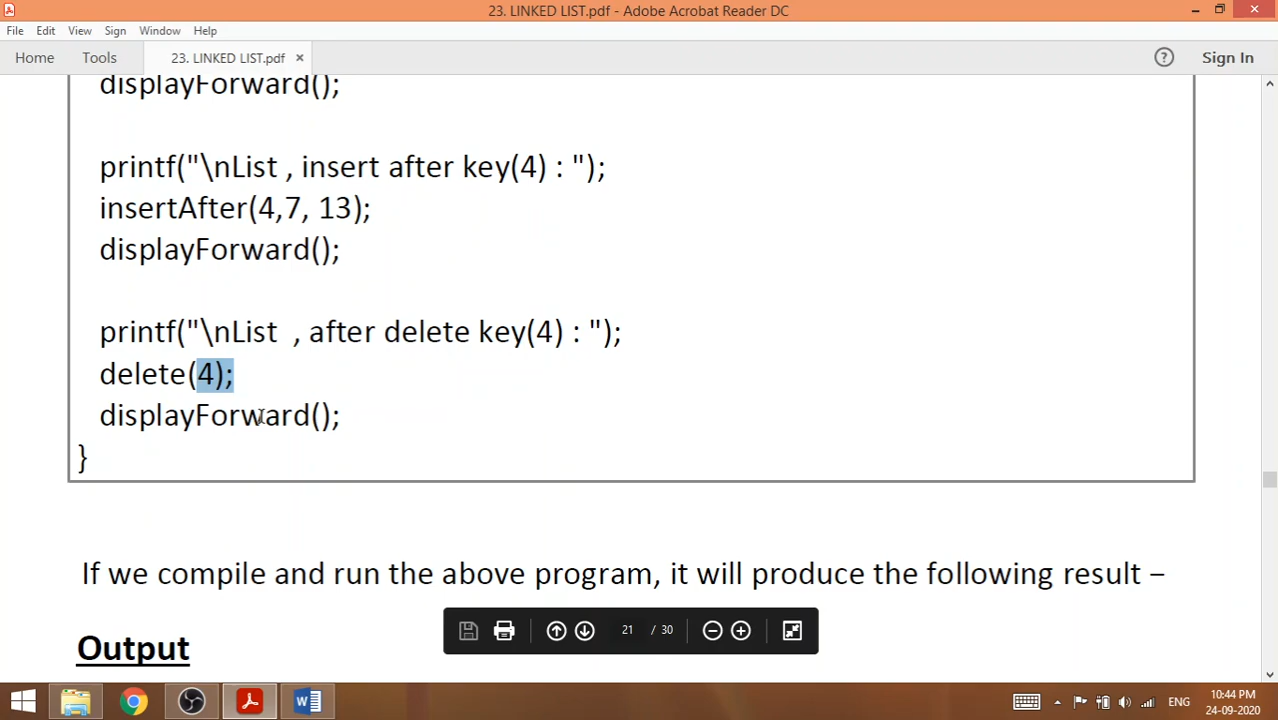 23. LINKED LIST.pdf - Adobe Acrobat Reader DC
File Edit View Sign Window Help
Home Tools 23. LINKED LIST.pdf × ? Sign In
displayForward();
printf("\nList , insert after key(4) : ");
insertAfter(4,7, 13);
displayForward();
printf("\nList  , after delete key(4) : ");
delete(4);
displayForward();
}
If we compile and run the above program, it will produce the following result –
21 / 30
Output
ENG 10:44 PM
24-09-2020